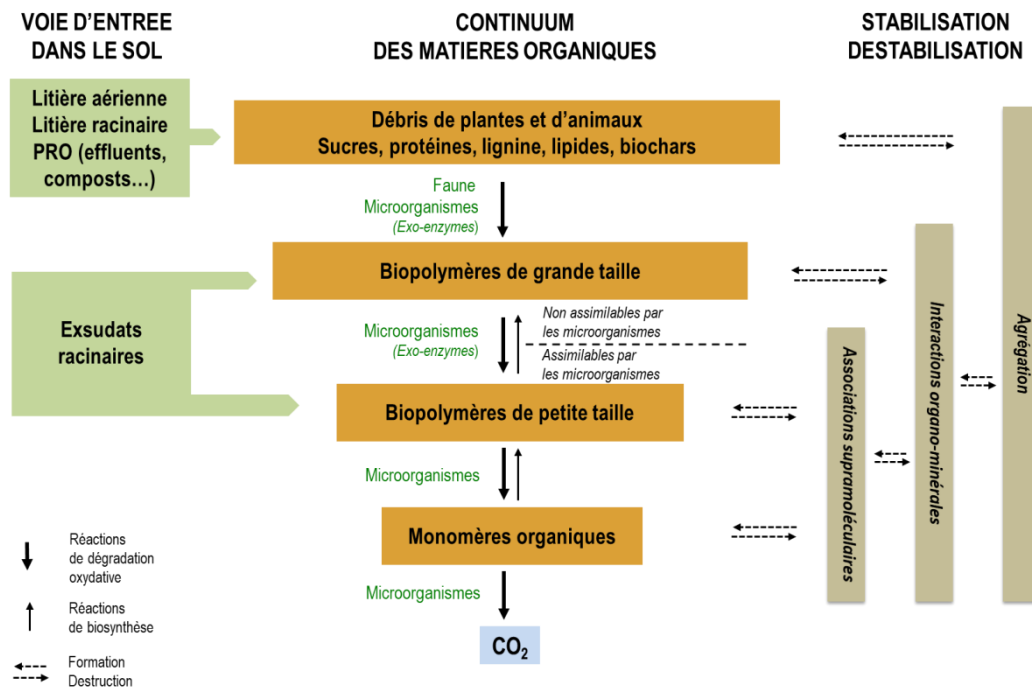 VOIE D'ENTREE
DANS LE SOL
CONTINUUM
DES MATIERES ORGANIQUES
STABILISATION
DESTABILISATION
Litière aérienne
Litière racinaire
PRO (effluents,
composts…)
Débris de plantes et d'animaux
Sucres, protéines, lignine, lipides, biochars
Faune
Microorganismes
(Exo-enzymes)
Biopolymères de grande taille
Exsudats
racinaires
Microorganismes
(Exo-enzymes)
Non assimilables par
les microorganismes
Assimilables par
les microorganismes
Biopolymères de petite taille
Microorganismes
Monomères organiques
Microorganismes
CO2
Associations supramoléculaires
Interactions organo-minérales
Agrégation
Réactions
de dégradation
oxydative
Réactions
de biosynthèse
Formation
Destruction